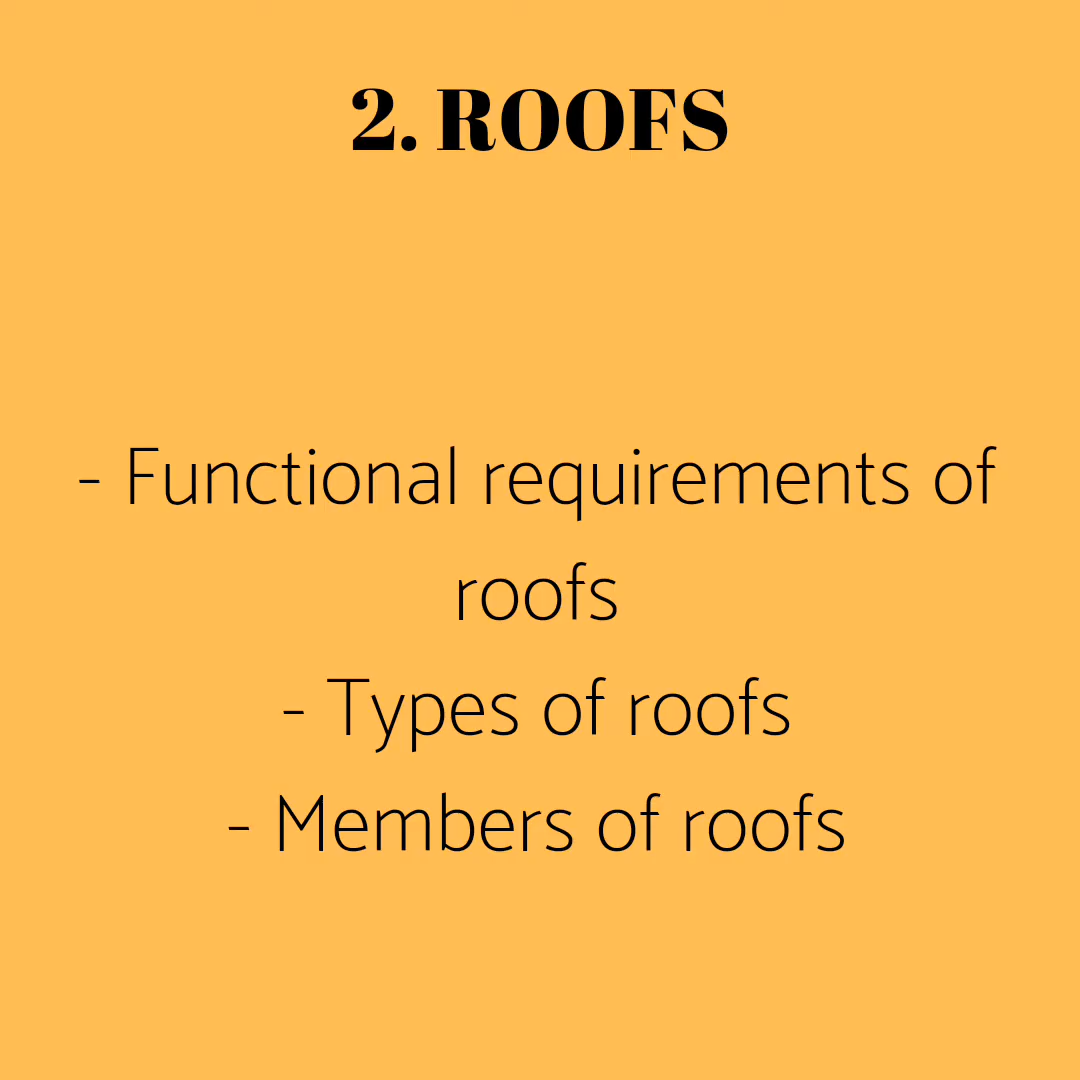 2. ROOFS
- Functional requirements of
roofs
- Types of roofs
- Members of roofs